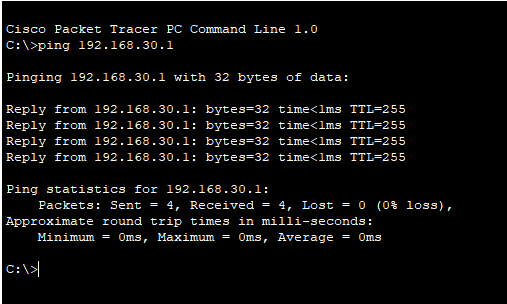 Cisco Packet Tracer PC Command Line 1.0
C:\>ping 192.168.30.1
Pinging 192.168.30.1 with 32 bytes of data:
Reply from 192.168.30.1: bytes=32 time<1ms TTL=255
Reply from 192.168.30.1: bytes=32 time<1ms TTL=255
Reply from 192.168.30.1: bytes=32 time<1ms TTL=255
Reply from 192.168.30.1: bytes=32 time<1ms TTL=255
Ping statistics for 192.168.30.1:
    Packets: Sent = 4, Received = 4, Lost = 0 (0% loss),
Approximate round trip times in milli-seconds:
    Minimum = 0ms, Maximum = 0ms, Average = 0ms
C:\>